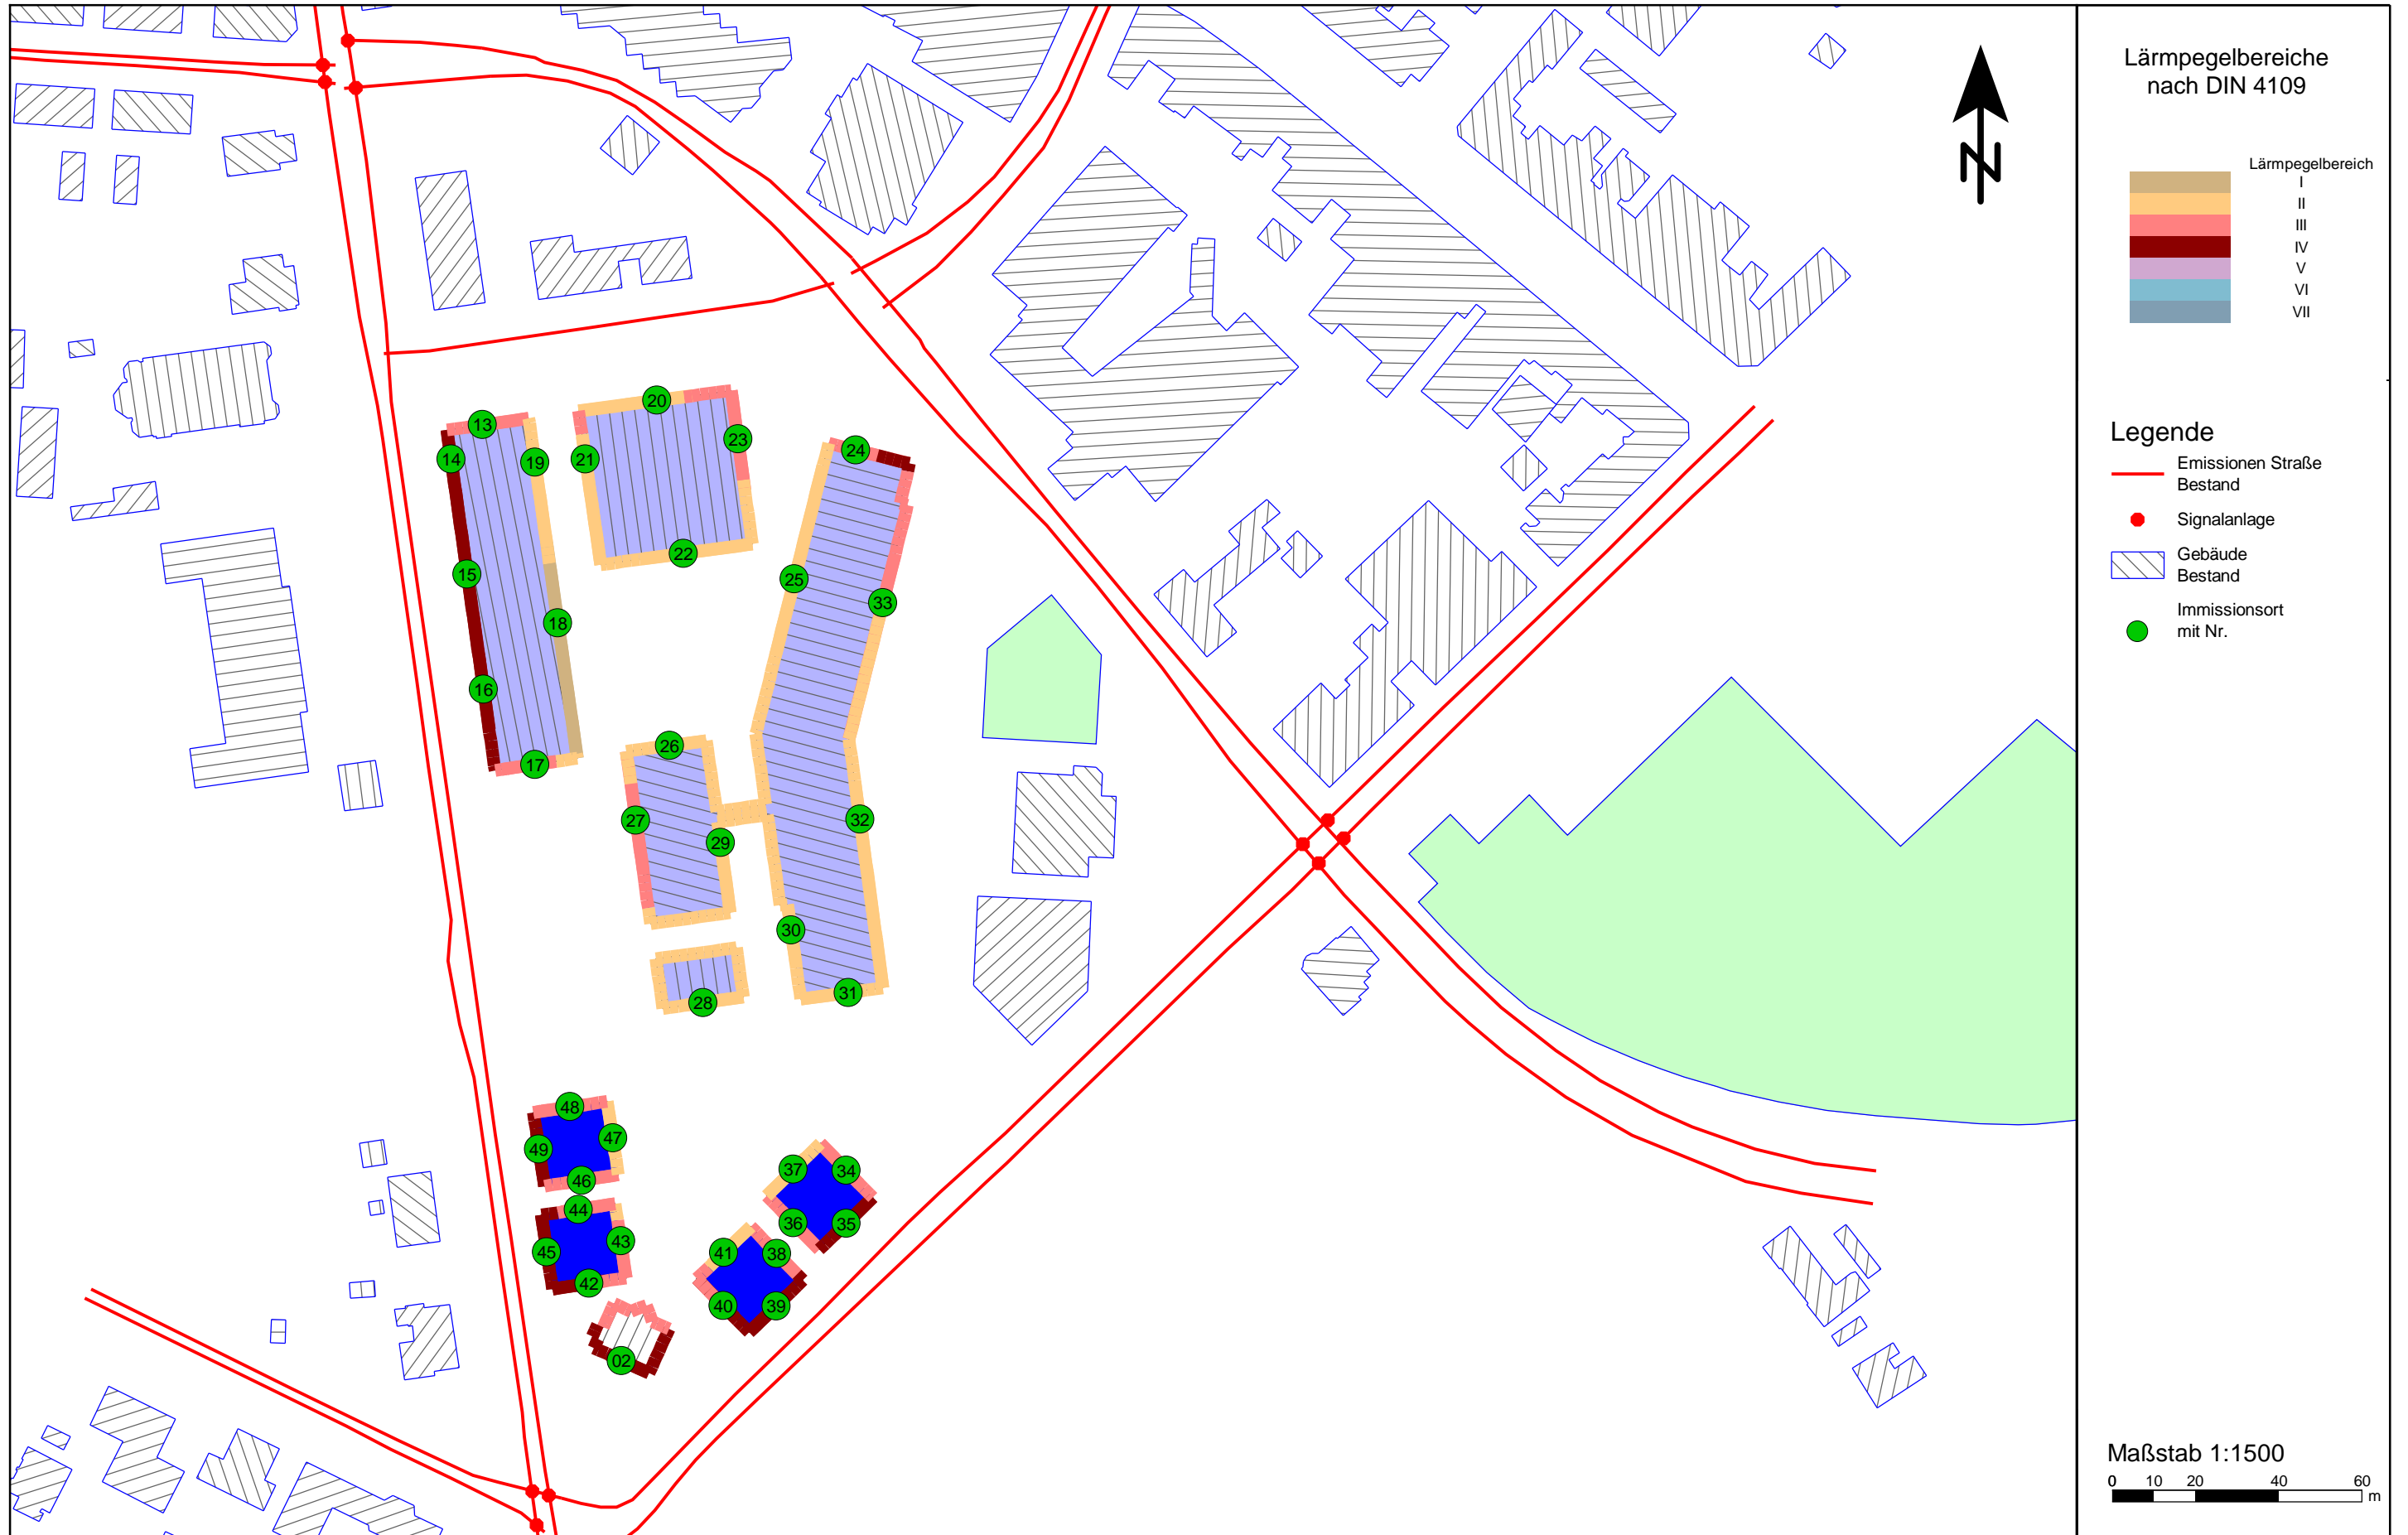 Lärmpegelbereiche
nach DIN 4109
Lärmpegelbereich
I
II
III
IV
V
VI
VII
Legende
Emissionen Straße
Bestand
Signalanlage
Gebäude
Bestand
Immissionsort
mit Nr.
Maßstab 1:1500
0 10 20 40 60
m
N
20
13
23
24
14
19
21
22
15
25
33
18
16
26
17
27
32
29
30
31
28
48
47
49
37
34
46
44
36
35
43
45
41
38
42
40
39
02